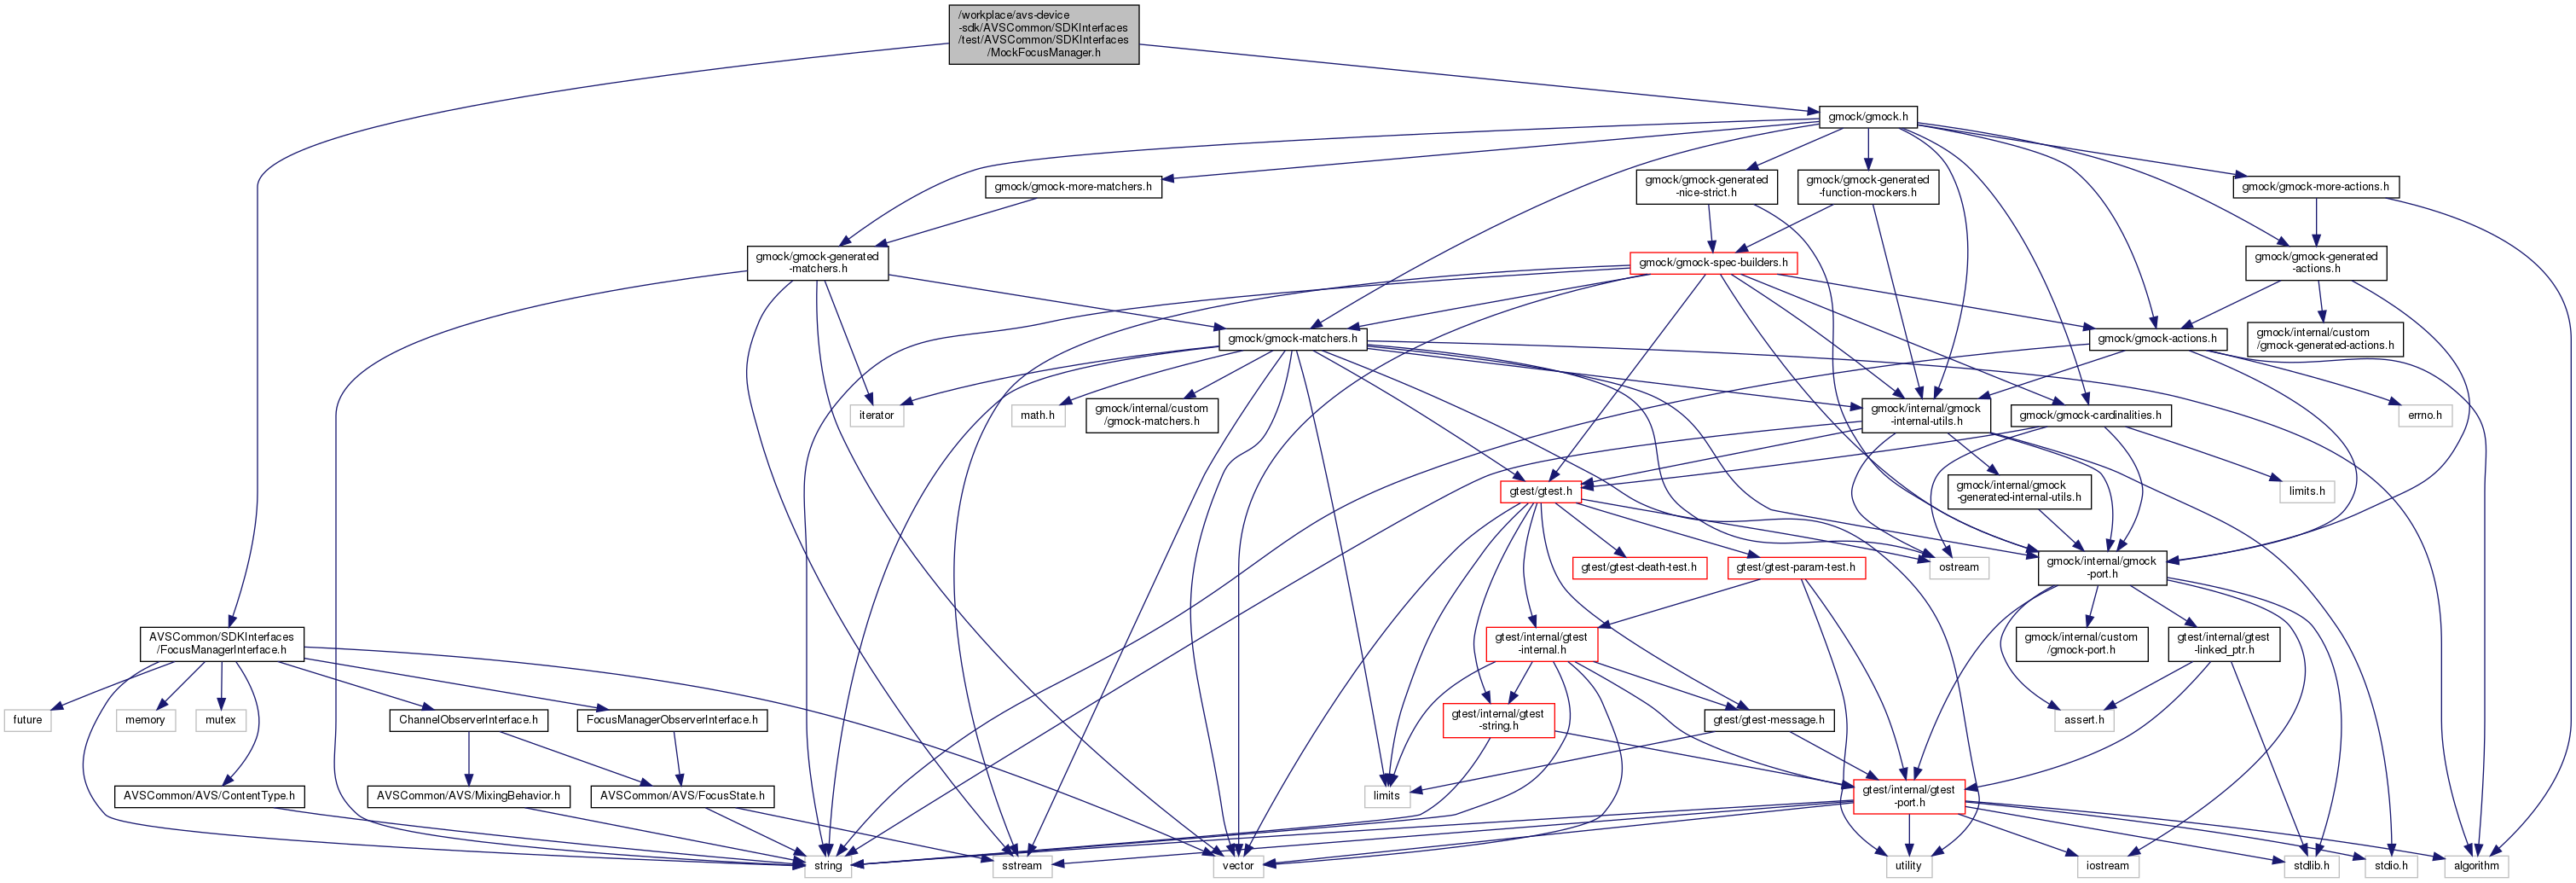 /workplace/avs-device
-sdk/AVSCommon/SDKInterfaces
/test/AVSCommon/SDKInterfaces
/MockFocusManager.h
gmock/gmock.h
gmock/gmock-more-matchers.h
gmock/gmock-generated
-nice-strict.h
gmock/gmock-generated
-function-mockers.h
gmock/gmock-more-actions.h
gmock/gmock-generated
-matchers.h
gmock/gmock-spec-builders.h
gmock/gmock-generated
-actions.h
gmock/gmock-matchers.h
gmock/gmock-actions.h
gmock/internal/custom
/gmock-generated-actions.h
iterator
math.h
gmock/internal/custom
/gmock-matchers.h
gmock/internal/gmock
-internal-utils.h
gmock/gmock-cardinalities.h
errno.h
gtest/gtest.h
gmock/internal/gmock
-generated-internal-utils.h
limits.h
gtest/gtest-death-test.h
gtest/gtest-param-test.h
ostream
gmock/internal/gmock
-port.h
AVSCommon/SDKInterfaces
/FocusManagerInterface.h
gtest/internal/gtest
-internal.h
gmock/internal/custom
/gmock-port.h
gtest/internal/gtest
-linked_ptr.h
future
memory
mutex
ChannelObserverInterface.h
FocusManagerObserverInterface.h
gtest/internal/gtest
-string.h
gtest/gtest-message.h
assert.h
AVSCommon/AVS/ContentType.h
AVSCommon/AVS/MixingBehavior.h
AVSCommon/AVS/FocusState.h
limits
gtest/internal/gtest
-port.h
string
sstream
vector
utility
iostream
stdlib.h
stdio.h
algorithm